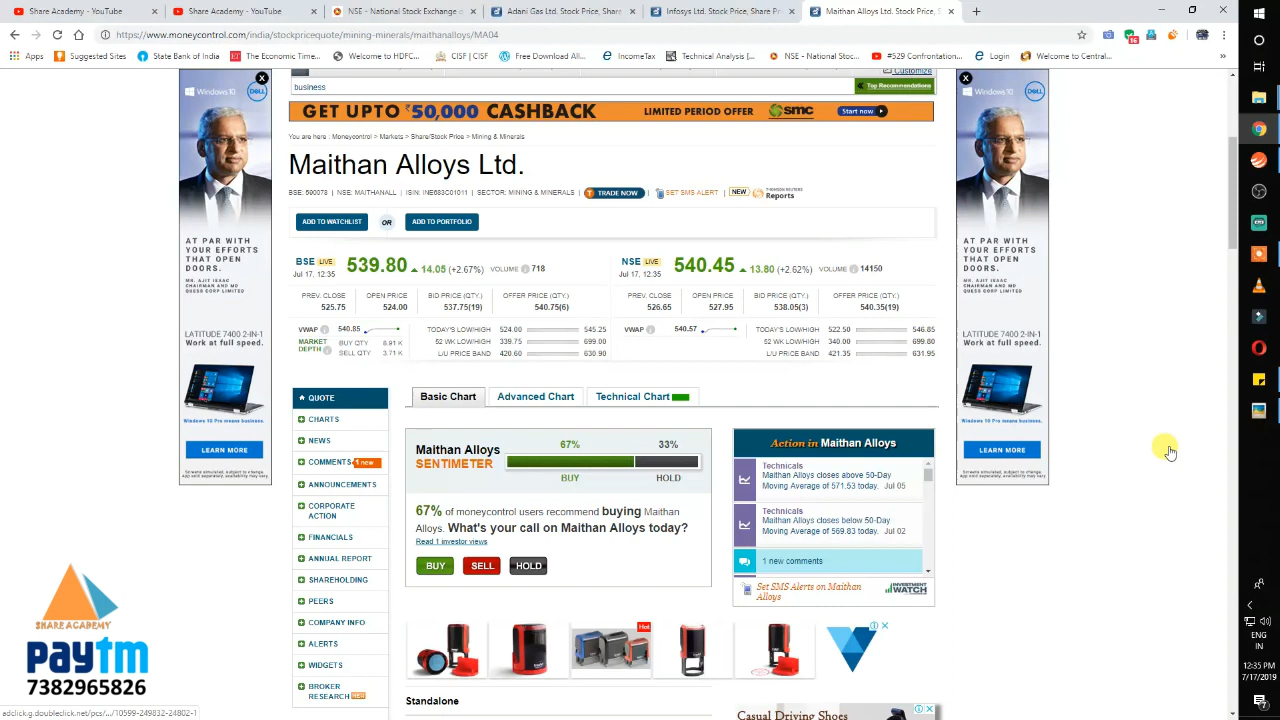 Share Academy - YouTube
Share Academy - YouTube
NSE - National Stock Exchange of
Adani Gas Ltd. Stock Price, Share
Infosys Ltd. Stock Price, Share Pri
Maithan Alloys Ltd. Stock Price, S
https://www.moneycontrol.com/india/stockpricequote/mining-minerals/maithanalloys/MA04
Apps
Suggested Sites
State Bank of India
The Economic Times...
Welcome to HDFC...
CISF | CISF
Free Download All...
IncomeTax
Technical Analysis [...
NSE - National Stoc...
#529 Confrontation...
Login
Welcome to Central...
Customize
business
Top Recommendations
GET UPTO ₹50,000 CASHBACK
LIMITED PERIOD OFFER
smc
Start now
You are here : Moneycontrol > Markets > Share/Stock Price > Mining & Minerals
Maithan Alloys Ltd.
BSE: 590078 | NSE: MAITHANALL | ISIN: INE683C01011 | SECTOR: MINING & MINERALS | TRADE NOW | SET SMS ALERT | NEW Reports
ADD TO WATCHLIST OR ADD TO PORTFOLIO
BSE LIVE
Jul 17, 12:35
539.80 14.05 (+2.67%) VOLUME 718
NSE LIVE
Jul 17, 12:35
540.45 13.80 (+2.62%) VOLUME 14150
PREV. CLOSE OPEN PRICE BID PRICE (QTY.) OFFER PRICE (QTY.)
525.75 524.00 537.75(19) 540.75(6)
PREV. CLOSE OPEN PRICE BID PRICE (QTY.) OFFER PRICE (QTY.)
526.65 527.95 538.05(3) 540.35(19)
VWAP 540.85
MARKET DEPTH
BUY QTY 8.91 K
SELL QTY 3.71 K
TODAY'S LOW/HIGH 524.00 545.25
52 WK LOW/HIGH 339.75 699.00
L/U PRICE BAND 420.60 630.90
VWAP 540.57
TODAY'S LOW/HIGH 522.50 546.85
52 WK LOW/HIGH 340.00 699.80
L/U PRICE BAND 421.35 631.95
QUOTE
CHARTS
NEWS
COMMENTS 1 new
ANNOUNCEMENTS
CORPORATE
ACTION
FINANCIALS
ANNUAL REPORT
SHAREHOLDING
PEERS
COMPANY INFO
ALERTS
WIDGETS
BROKER
RESEARCH NEW
Basic Chart
Advanced Chart
Technical Chart
Maithan Alloys
SENTIMETER
67% 33%
BUY HOLD
67% of moneycontrol users recommend buying Maithan
Alloys. What's your call on Maithan Alloys today?
Read 1 investor views
BUY SELL HOLD
Action in Maithan Alloys
Technicals
Maithan Alloys closes above 50-Day
Moving Average of 571.53 today. Jul 05
Technicals
Maithan Alloys closes below 50-Day
Moving Average of 569.83 today. Jul 02
1 new comments
Set SMS Alerts on Maithan
Alloys
INVESTMENT
WATCH
Hot
Standalone
Casual Driving Shoes
Windows 10
DELL
AT PAR WITH
YOUR EFFORTS
THAT OPEN
DOORS.
MR. AJIT ISAAC
CHAIRMAN AND MD
QUESS CORP LIMITED
LATITUDE 7400 2-IN-1
Work at full speed.
Windows 10 Pro means business.
LEARN MORE
Screens simulated, subject to change.
Windows 10
DELL
AT PAR WITH
YOUR EFFORTS
THAT OPEN
DOORS.
MR. AJIT ISAAC
CHAIRMAN AND MD
QUESS CORP LIMITED
LATITUDE 7400 2-IN-1
Work at full speed.
Windows 10 Pro means business.
LEARN MORE
Screens simulated, subject to change.
SHARE ACADEMY
paytm
7382965826
adclick.g.doubleclick.net/pcs/.../10599-249832-24802-1
ENG
IN
12:35 PM
7/17/2019